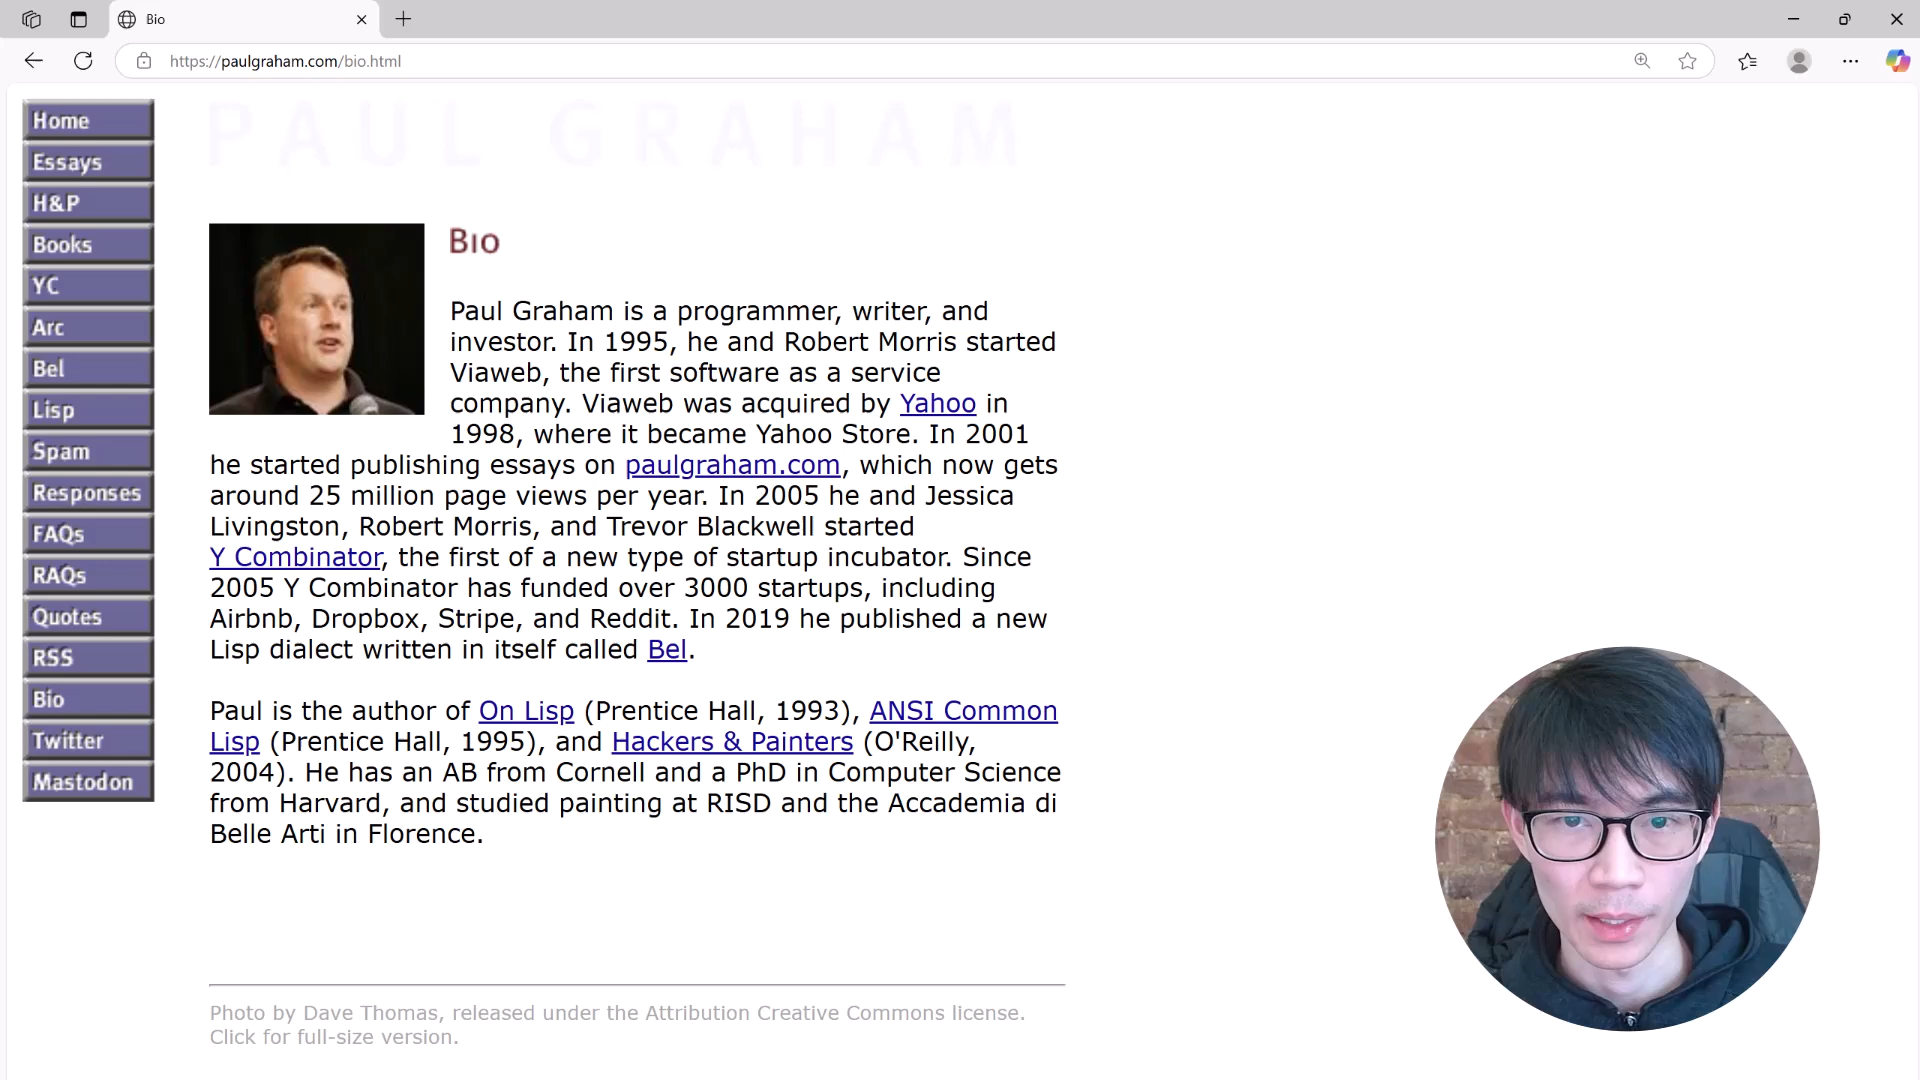 Bio
https://paulgraham.com/bio.html
Home
Essays
H&P
Books
YC
Arc
Bel
Lisp
Spam
Responses
FAQs
RAQs
Quotes
RSS
Bio
Twitter
Mastodon
PAUL GRAHAM
Bio
Paul Graham is a programmer, writer, and
investor. In 1995, he and Robert Morris started
Viaweb, the first software as a service
company. Viaweb was acquired by Yahoo in
1998, where it became Yahoo Store. In 2001
he started publishing essays on paulgraham.com, which now gets
around 25 million page views per year. In 2005 he and Jessica
Livingston, Robert Morris, and Trevor Blackwell started
Y Combinator, the first of a new type of startup incubator. Since
2005 Y Combinator has funded over 3000 startups, including
Airbnb, Dropbox, Stripe, and Reddit. In 2019 he published a new
Lisp dialect written in itself called Bel.
Paul is the author of On Lisp (Prentice Hall, 1993), ANSI Common
Lisp (Prentice Hall, 1995), and Hackers & Painters (O'Reilly,
2004). He has an AB from Cornell and a PhD in Computer Science
from Harvard, and studied painting at RISD and the Accademia di
Belle Arti in Florence.
Photo by Dave Thomas, released under the Attribution Creative Commons license.
Click for full-size version.